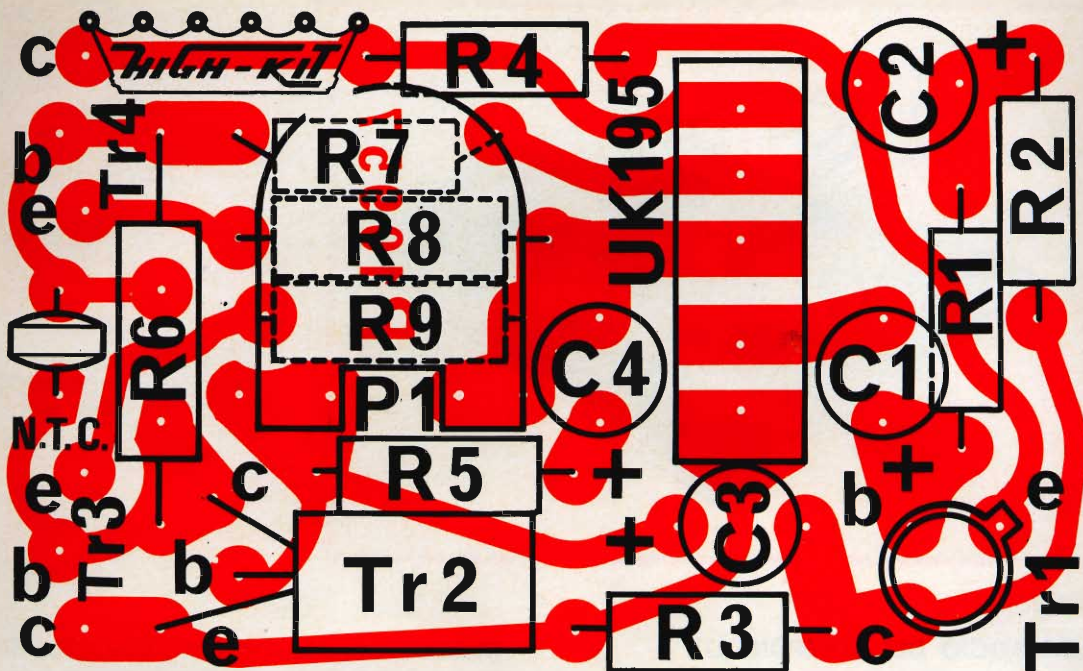 c
HIGH-KIT
R4
C2
+
b
Tr4
R7
UK195
R2
e
R8
R1
R9
R6
C4
C1
P1
N.T.C.
c
R5
+
+
e
Tr3
C3
b
e
+
b
b
Tr2
Tr1
c
e
R3
c